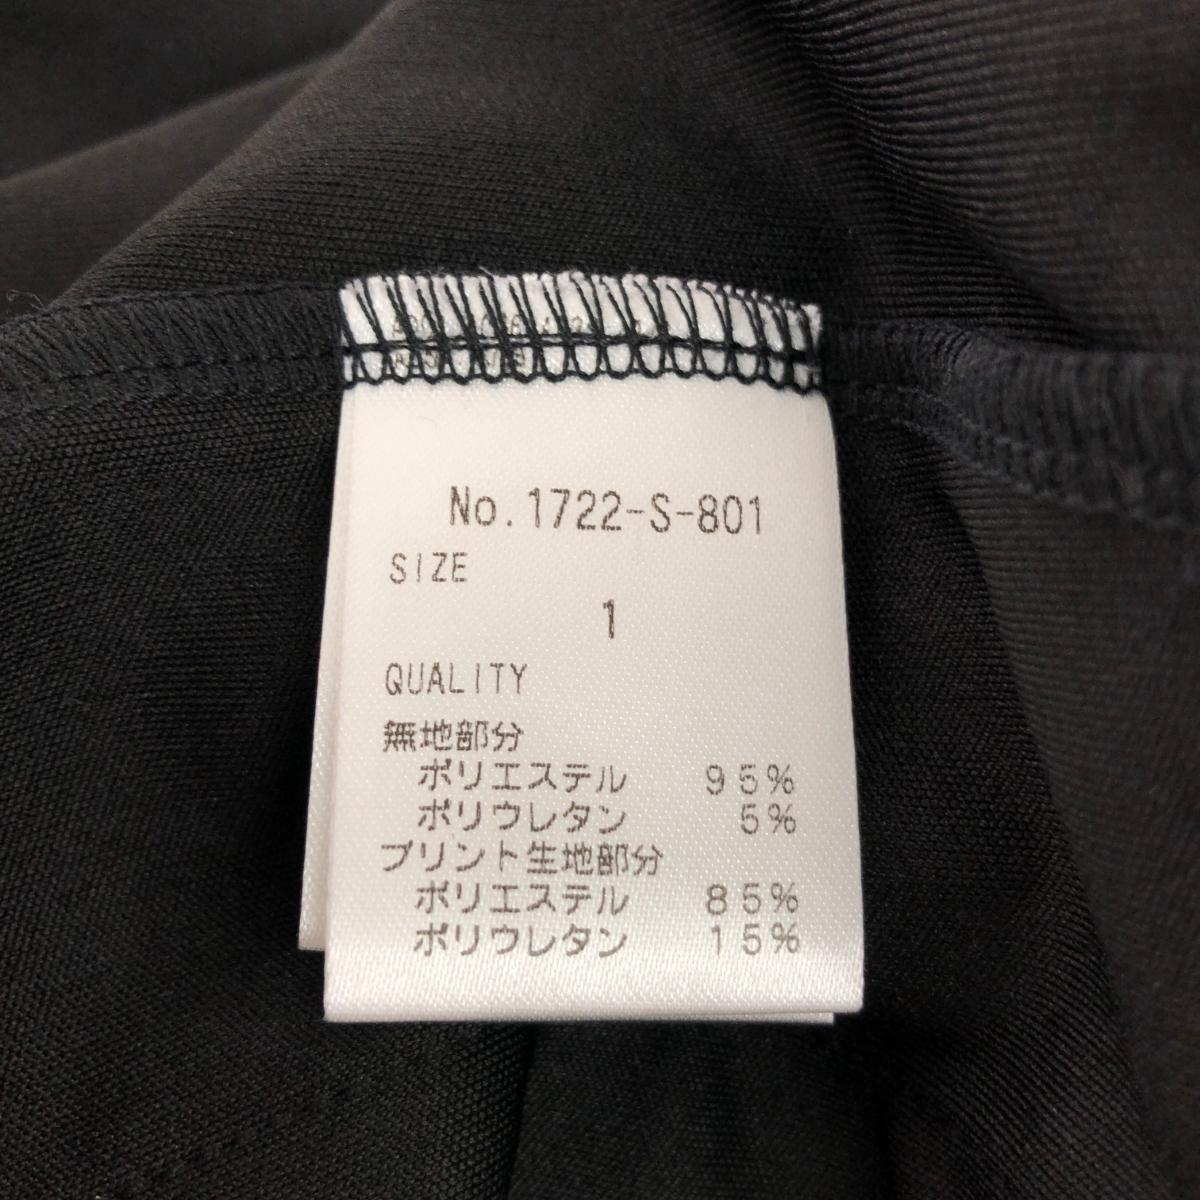 No.1722-S-801
SIZE
1
QUALITY
無地部分
ポリエステル 95%
ポリウレタン 5%
プリント生地部分
ポリエステル 85%
ポリウレタン 15%